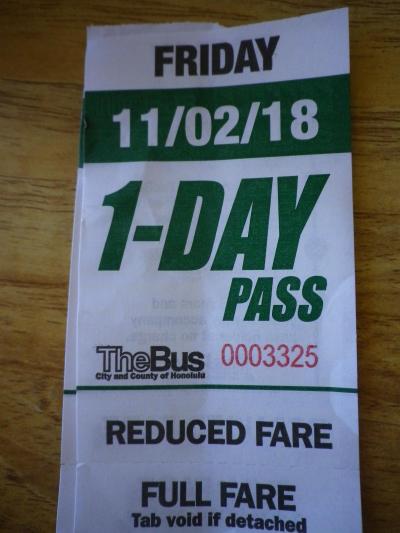 FRIDAY
11/02/18
1-DAY
PASS
TheBus 0003325
City and County of Honolulu
REDUCED FARE
FULL FARE
Tab void if detached